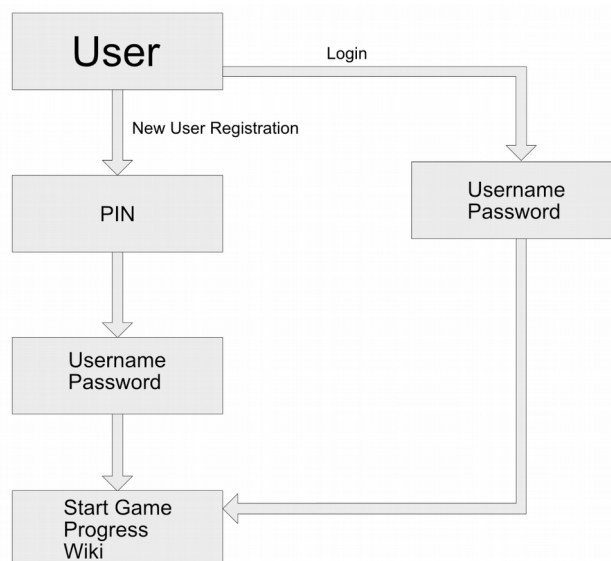 User
Login
New User Registration
PIN
Username
Password
Username
Password
Start Game
Progress
Wiki